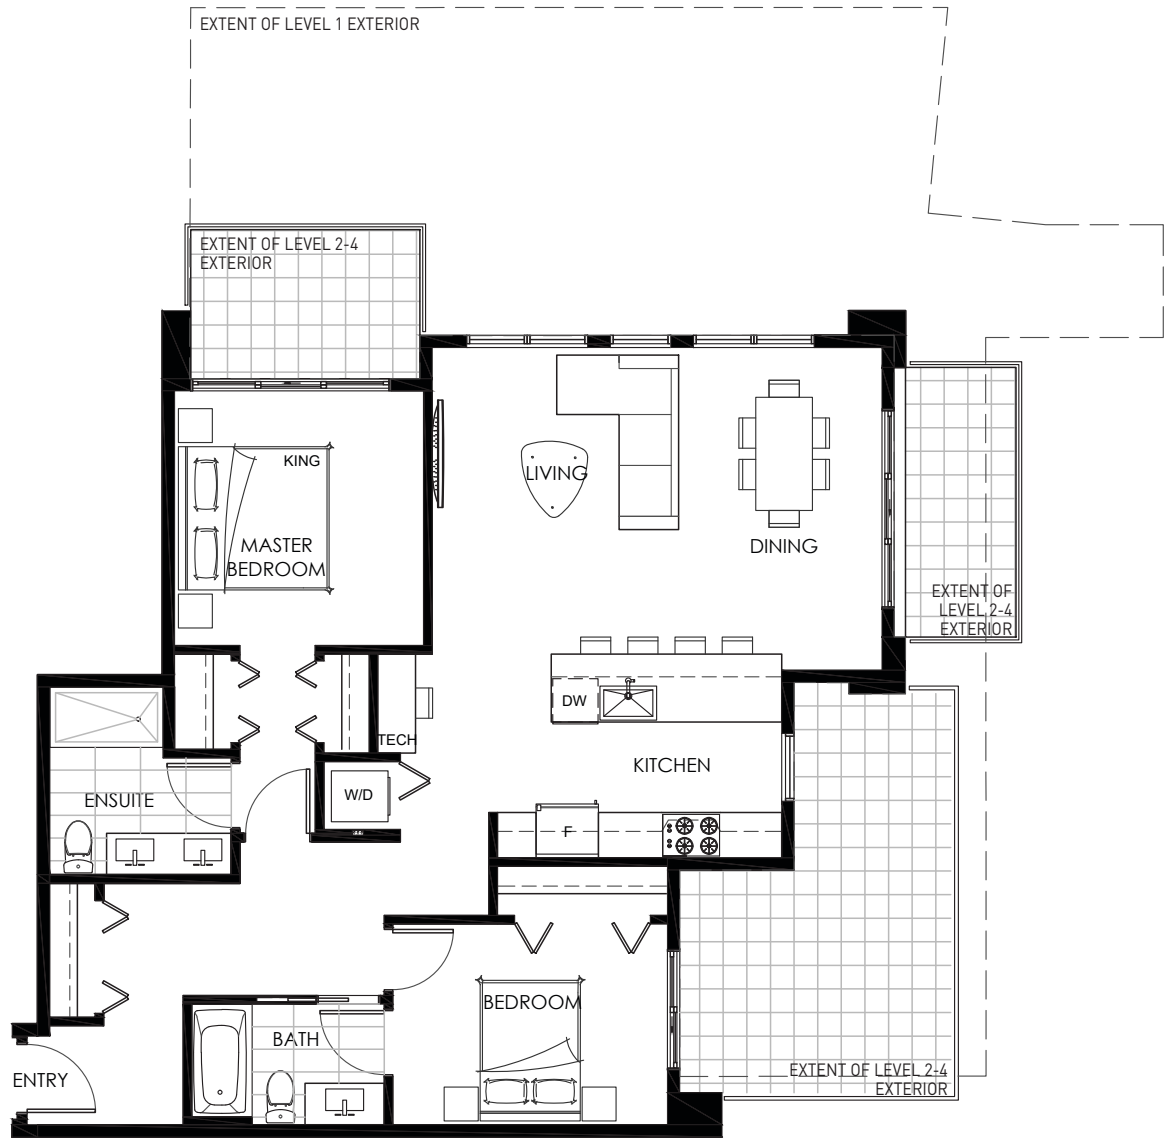 EXTENT OF LEVEL 1 EXTERIOR
EXTENT OF LEVEL 2-4
EXTERIOR
KING
MASTER
BEDROOM
LIVING
DINING
EXTENT OF
LEVEL 2-4
EXTERIOR
DW
TECH
KITCHEN
W/D
ENSUITE
F
BEDROOM
BATH
ENTRY
EXTENT OF LEVEL 2-4
EXTERIOR